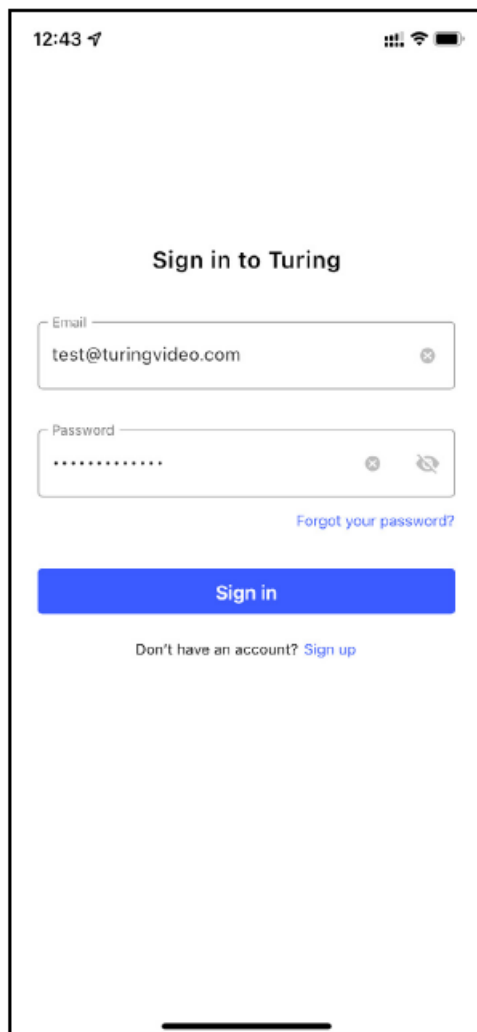 12:43
Sign in to Turing
Email
test@turingvideo.com
Password
•••••••••••••
Forgot your password?
Sign in
Don't have an account? Sign up